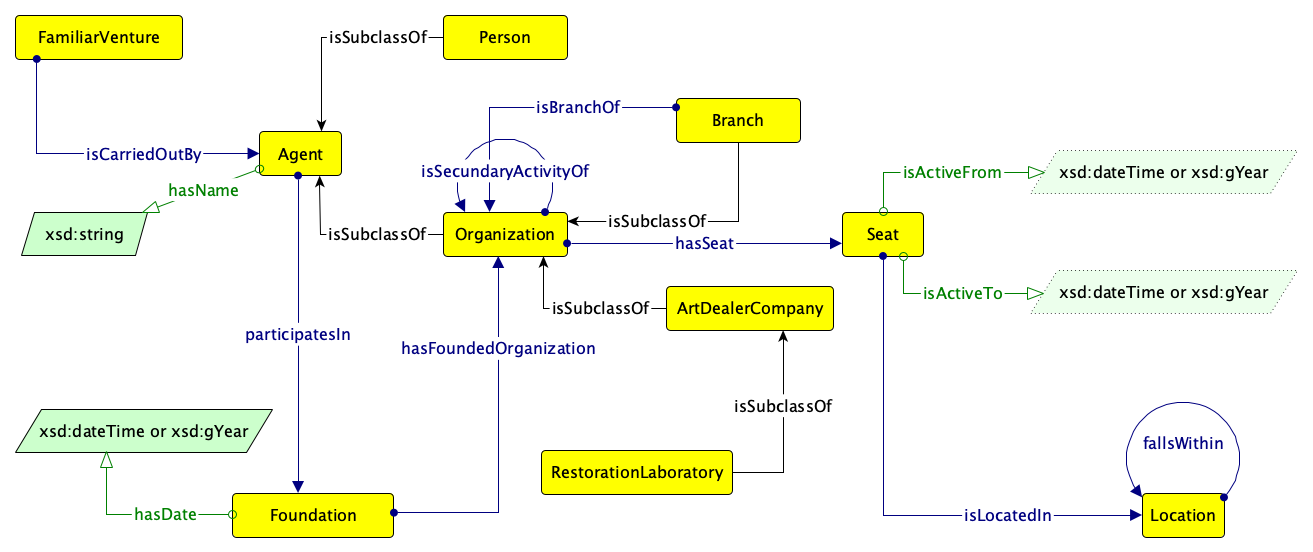 FamiliarVenture
isSubclassOf
Person
isBranchOf
Branch
isCarriedOutBy
Agent
isSecundaryActivityOf
isActiveFrom
xsd:dateTime or xsd:gYear
hasName
xsd:string
isSubclassOf
Organization
isSubclassOf
hasSeat
Seat
isActiveTo
xsd:dateTime or xsd:gYear
isSubclassOf
ArtDealerCompany
participatesIn
hasFoundedOrganization
isSubclassOf
xsd:dateTime or xsd:gYear
fallsWithin
RestorationLaboratory
hasDate
Foundation
isLocatedIn
Location